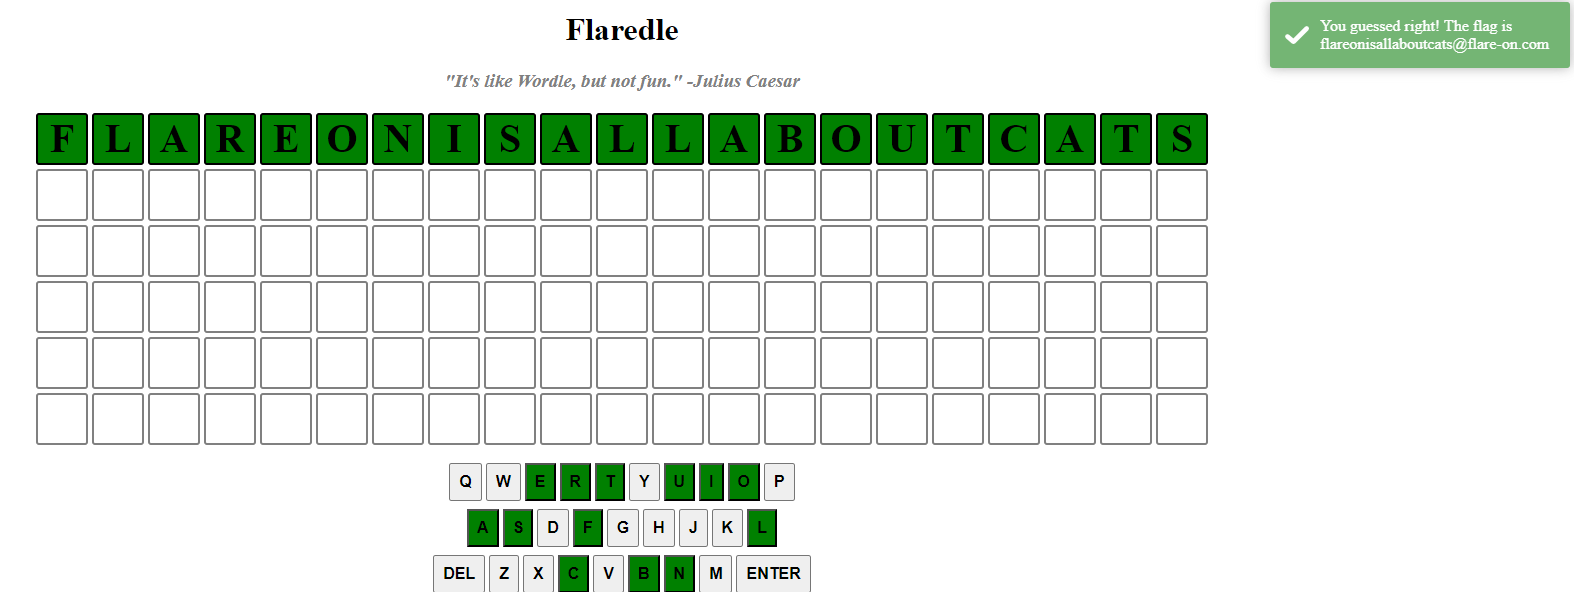 Flaredle
You guessed right! The flag is
flareonisallaboutcats@flare-on.com
"It's like Wordle, but not fun." -Julius Caesar
F L A R E O N I S A L L A B O U T C A T S
Q W E R T Y U I O P
A S D F G H J K L
DEL Z X C V B N M ENTER